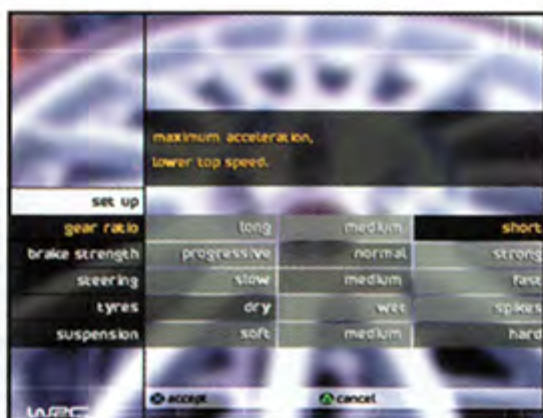 maximum acceleration,
lower top speed.
set up
gear ratio long medium short
brake strength progressive normal strong
steering slow medium fast
tyres dry wet spikes
suspension soft medium hard
accept cancel
WRC